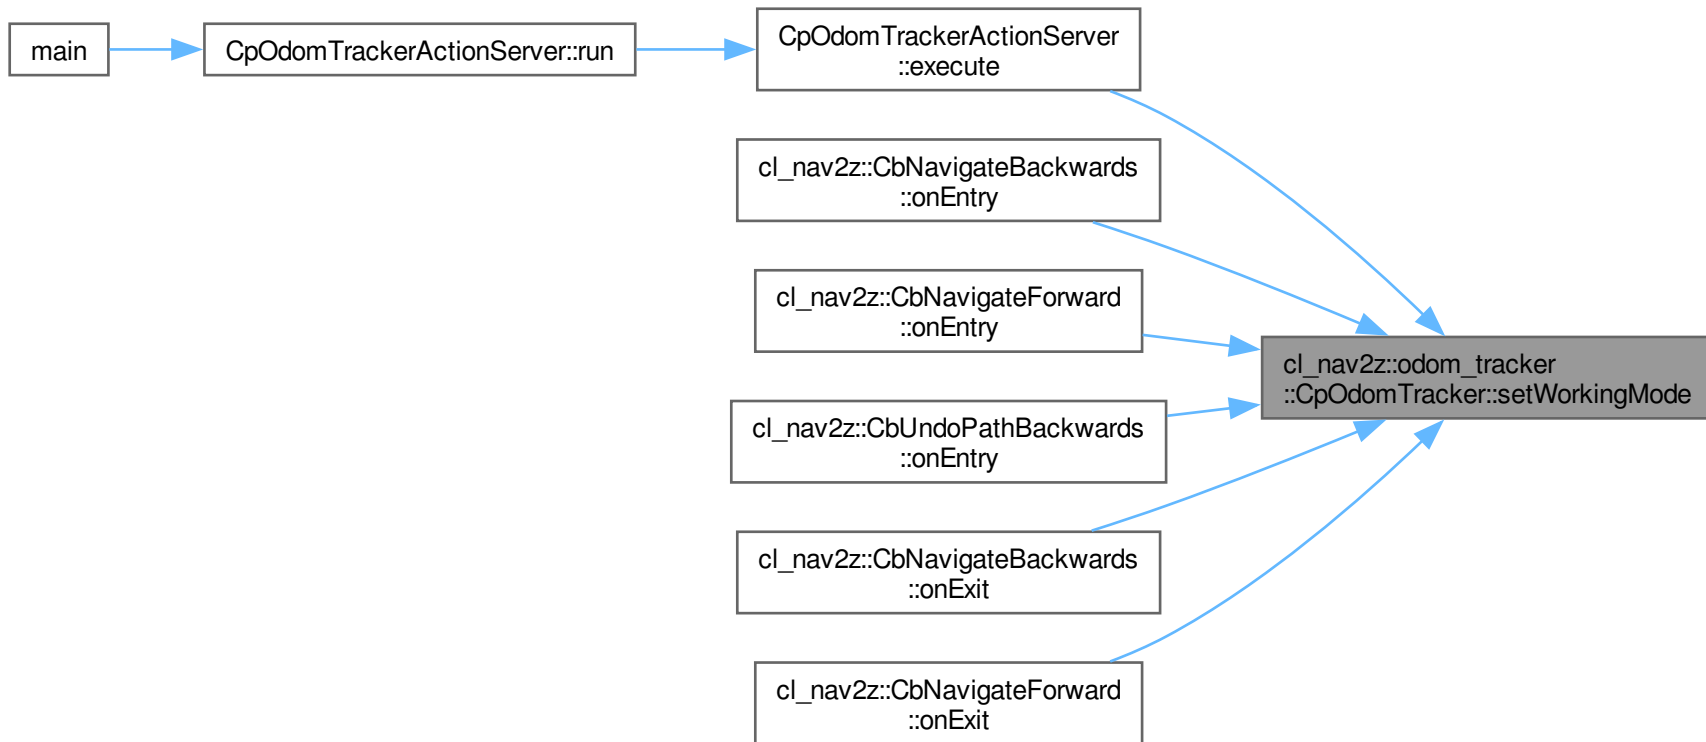 main
CpOdomTrackerActionServer::run
CpOdomTrackerActionServer
::execute
cl_nav2z::CbNavigateBackwards
::onEntry
cl_nav2z::CbNavigateForward
::onEntry
cl_nav2z::CbUndoPathBackwards
::onEntry
cl_nav2z::CbNavigateBackwards
::onExit
cl_nav2z::CbNavigateForward
::onExit
cl_nav2z::odom_tracker
::CpOdomTracker::setWorkingMode